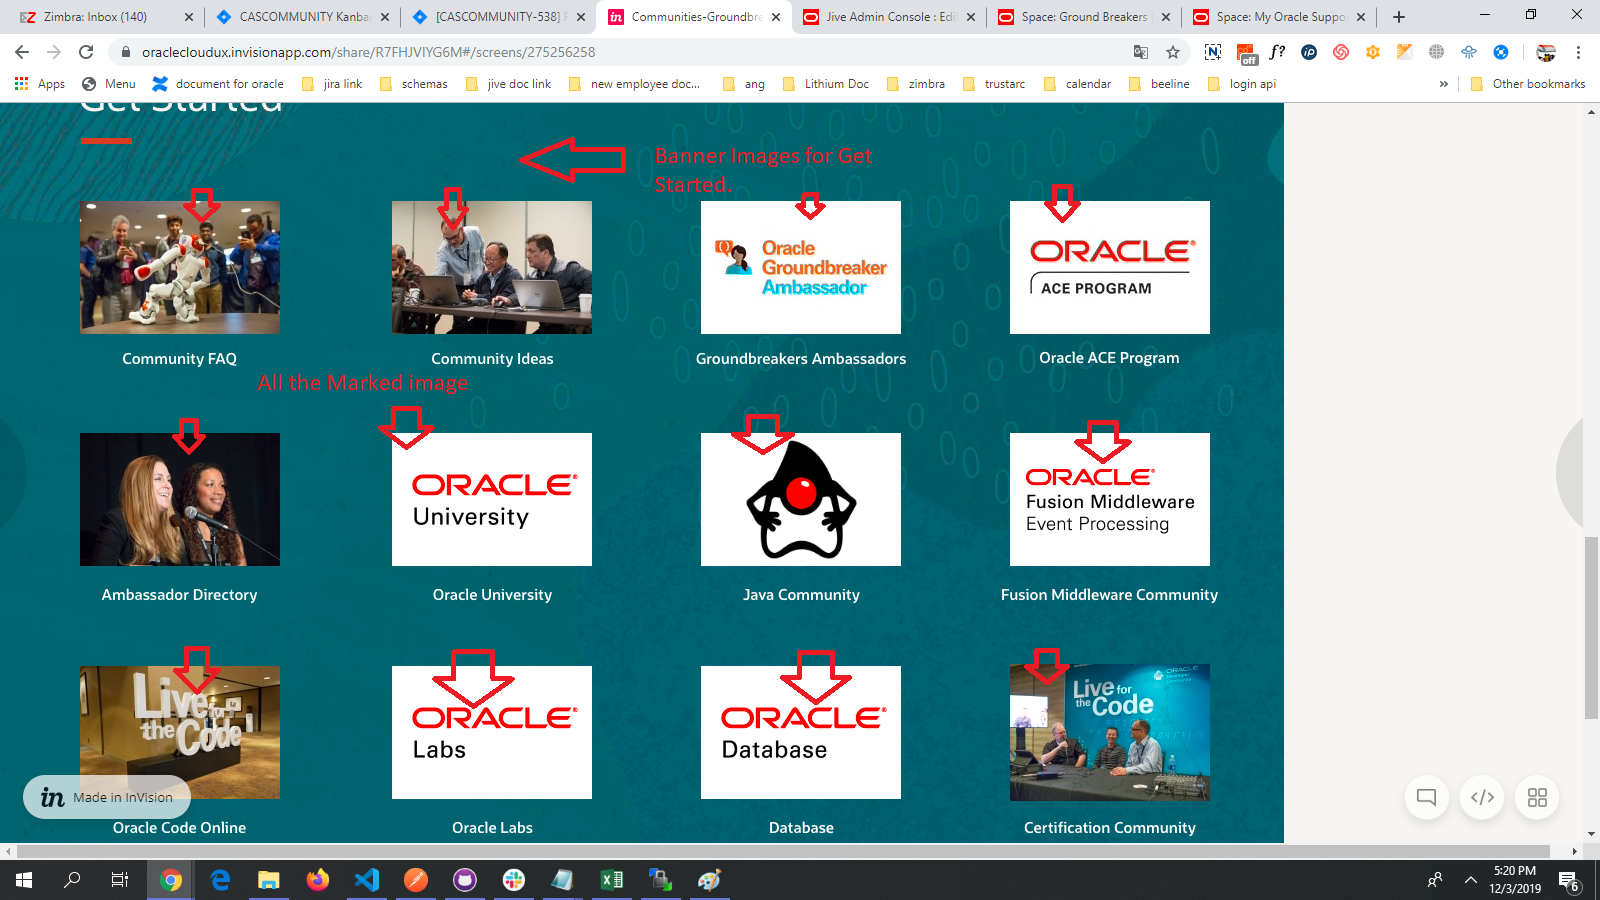 Zimbra: Inbox (140)
CASCOMMUNITY Kanba
[CASCOMMUNITY-538] F
Communities-Groundbre
Jive Admin Console : Edi
Space: Ground Breakers
Space: My Oracle Suppo
oraclecloudux.invisionapp.com/share/R7FHJVIYG6M#/screens/275256258
off
f?
Apps
Menu
document for oracle
jira link
schemas
jive doc link
new employee doc...
ang
Lithium Doc
zimbra
trustarc
calendar
beeline
login api
»
Other bookmarks
Get Started
Banner Images for Get
Started.
Oracle
Groundbreaker
Ambassador
ORACLE®
ACE PROGRAM
Community FAQ
Community Ideas
Groundbreakers Ambassadors
Oracle ACE Program
All the Marked image
ORACLE®
University
ORACLE®
Fusion Middleware
Event Processing
Ambassador Directory
Oracle University
Java Community
Fusion Middleware Community
Live for
the Code
ORACLE®
Labs
ORACLE®
Database
Live for
the Code
ORACLE
in Made in InVision
Oracle Code Online
Oracle Labs
Database
Certification Community
5:20 PM
12/3/2019
6